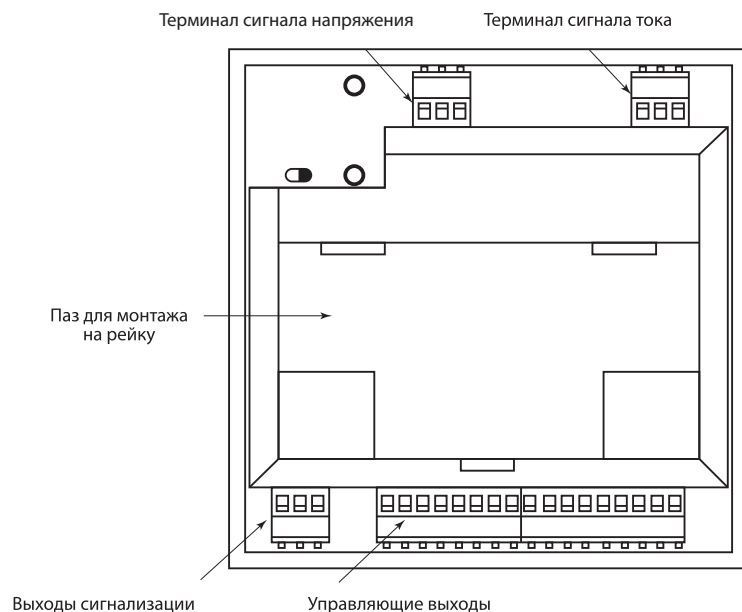 Терминал сигнала напряжения
Терминал сигнала тока
Паз для монтажа
на рейку
Выходы сигнализации
Управляющие выходы